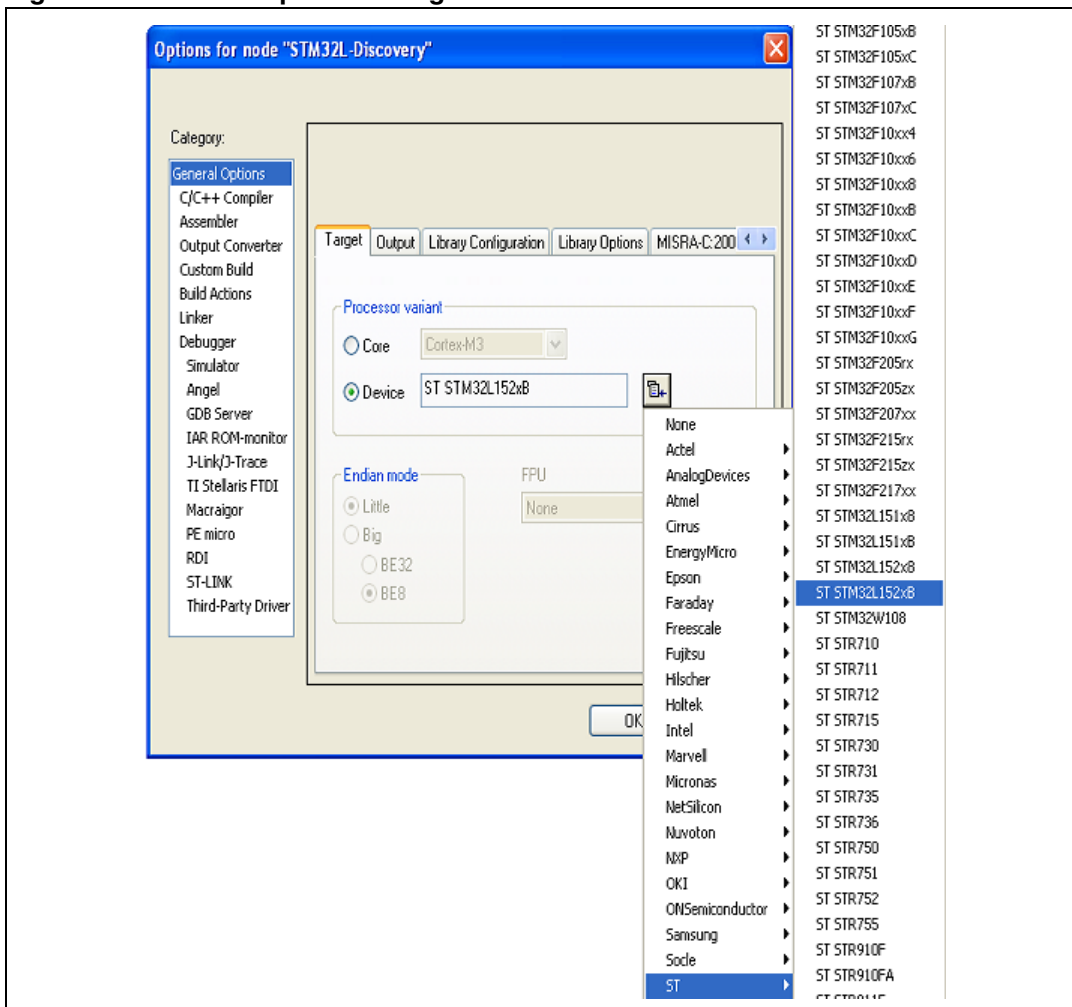 Options for node "STM32L-Discovery"
Category:
General Options
C/C++ Compiler
Assembler
Output Converter
Custom Build
Build Actions
Linker
Debugger
Simulator
Angel
GDB Server
IAR ROM-monitor
J-Link/J-Trace
TI Stellaris FTDI
Macraigor
PE micro
RDI
ST-LINK
Third-Party Driver
Target Output Library Configuration Library Options MISRA-C:200
Processor variant
Core Cortex-M3
Device ST STM32L152xB
Endian mode
Little
Big
BE32
BE8
FPU
None
OK
None
Actel
AnalogDevices
Atmel
Cirrus
EnergyMicro
Epson
Faraday
Freescale
Fujitsu
Hilscher
Holtek
Intel
Marvell
Micronas
NetSilicon
Nuvoton
NXP
OKI
ONSemiconductor
Samsung
Socle
ST
ST STM32F105xB
ST STM32F105xC
ST STM32F107xB
ST STM32F107xC
ST STM32F10xx4
ST STM32F10xx6
ST STM32F10xx8
ST STM32F10xxB
ST STM32F10xxC
ST STM32F10xxD
ST STM32F10xxE
ST STM32F10xxF
ST STM32F10xxG
ST STM32F205rx
ST STM32F205zx
ST STM32F207xx
ST STM32F215rx
ST STM32F215zx
ST STM32F217xx
ST STM32L151x8
ST STM32L151xB
ST STM32L152x8
ST STM32L152xB
ST STM32W108
ST STR710
ST STR711
ST STR712
ST STR715
ST STR730
ST STR731
ST STR735
ST STR736
ST STR750
ST STR751
ST STR752
ST STR755
ST STR910F
ST STR910FA